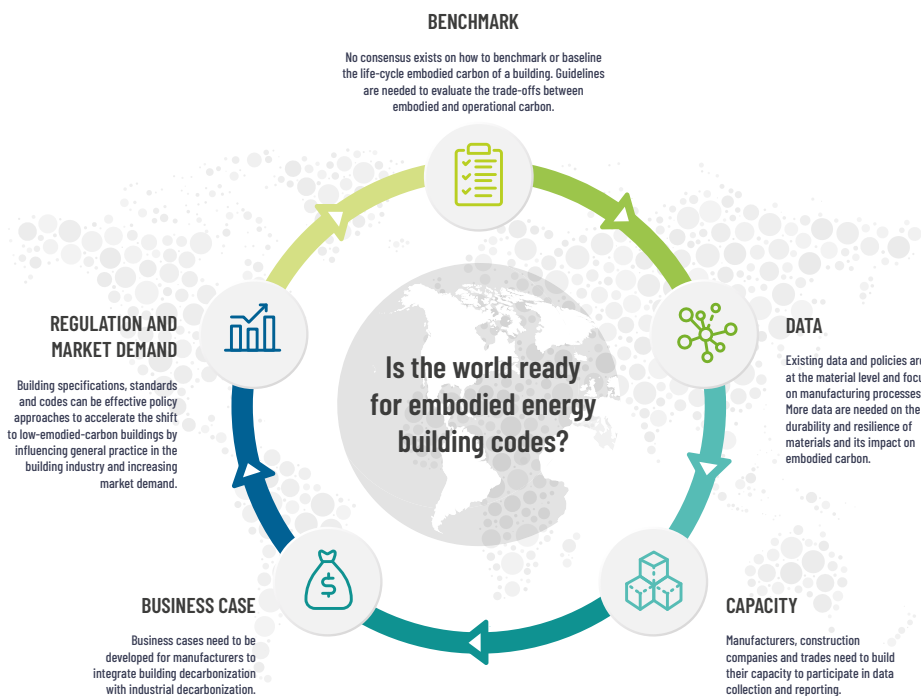 BENCHMARK
No consensus exists on how to benchmark or baseline
the life-cycle embodied carbon of a building. Guidelines
are needed to evaluate the trade-offs between
embodied and operational carbon.
REGULATION AND
MARKET DEMAND
Building specifications, standards
and codes can be effective policy
approaches to accelerate the shift
to low-emodied-carbon buildings by
influencing general practice in the
building industry and increasing
market demand.
Is the world ready
for embodied energy
building codes?
DATA
Existing data and policies are
at the material level and focu
on manufacturing processes
More data are needed on the
durability and resilience of
materials and its impact on
embodied carbon.
BUSINESS CASE
Business cases need to be
developed for manufacturers to
integrate building decarbonization
with industrial decarbonization.
$
CAPACITY
Manufacturers, construction
companies and trades need to build
their capacity to participate in data
collection and reporting.